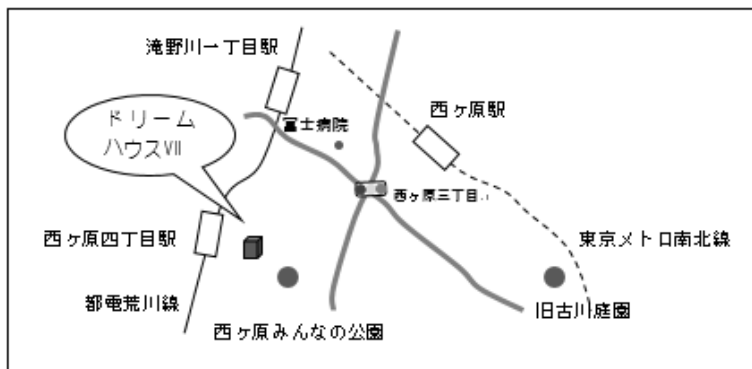 滝野川一丁目駅
西ヶ原駅
ドリーム
ハウスⅦ
富士病院
西ヶ原三丁目
西ヶ原四丁目駅
東京メトロ南北線
都電荒川線
旧古川庭園
西ヶ原みんなの公園